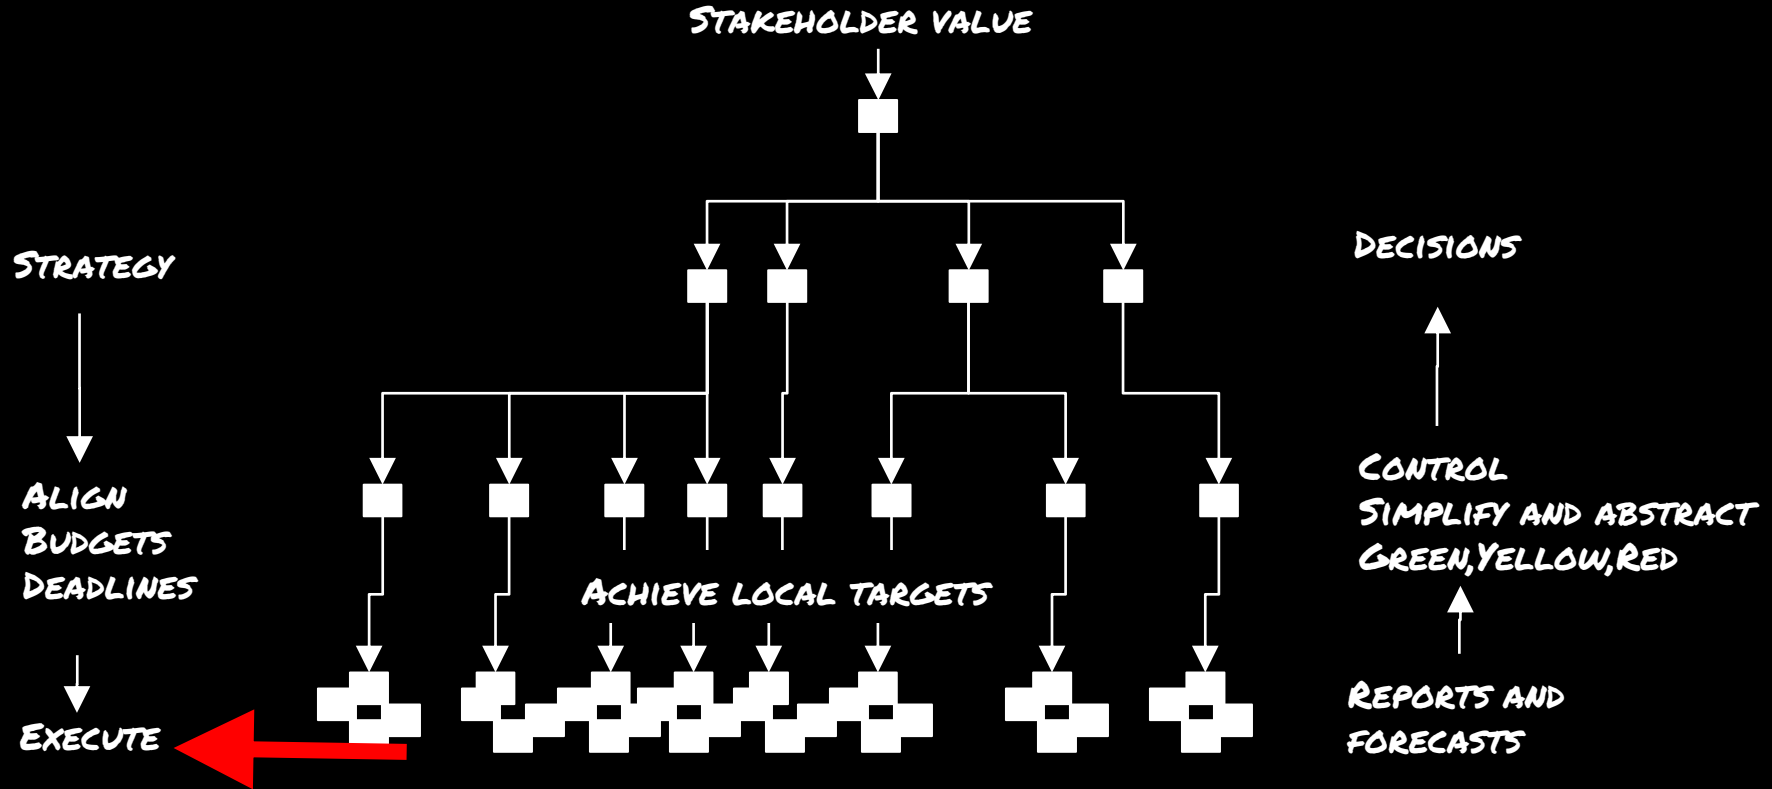 Stakeholder value
Strategy
Align
Budgets
Deadlines
Execute
Achieve local targets
Decisions
Control
Simplify and abstract
Green,Yellow,Red
Reports and
forecasts